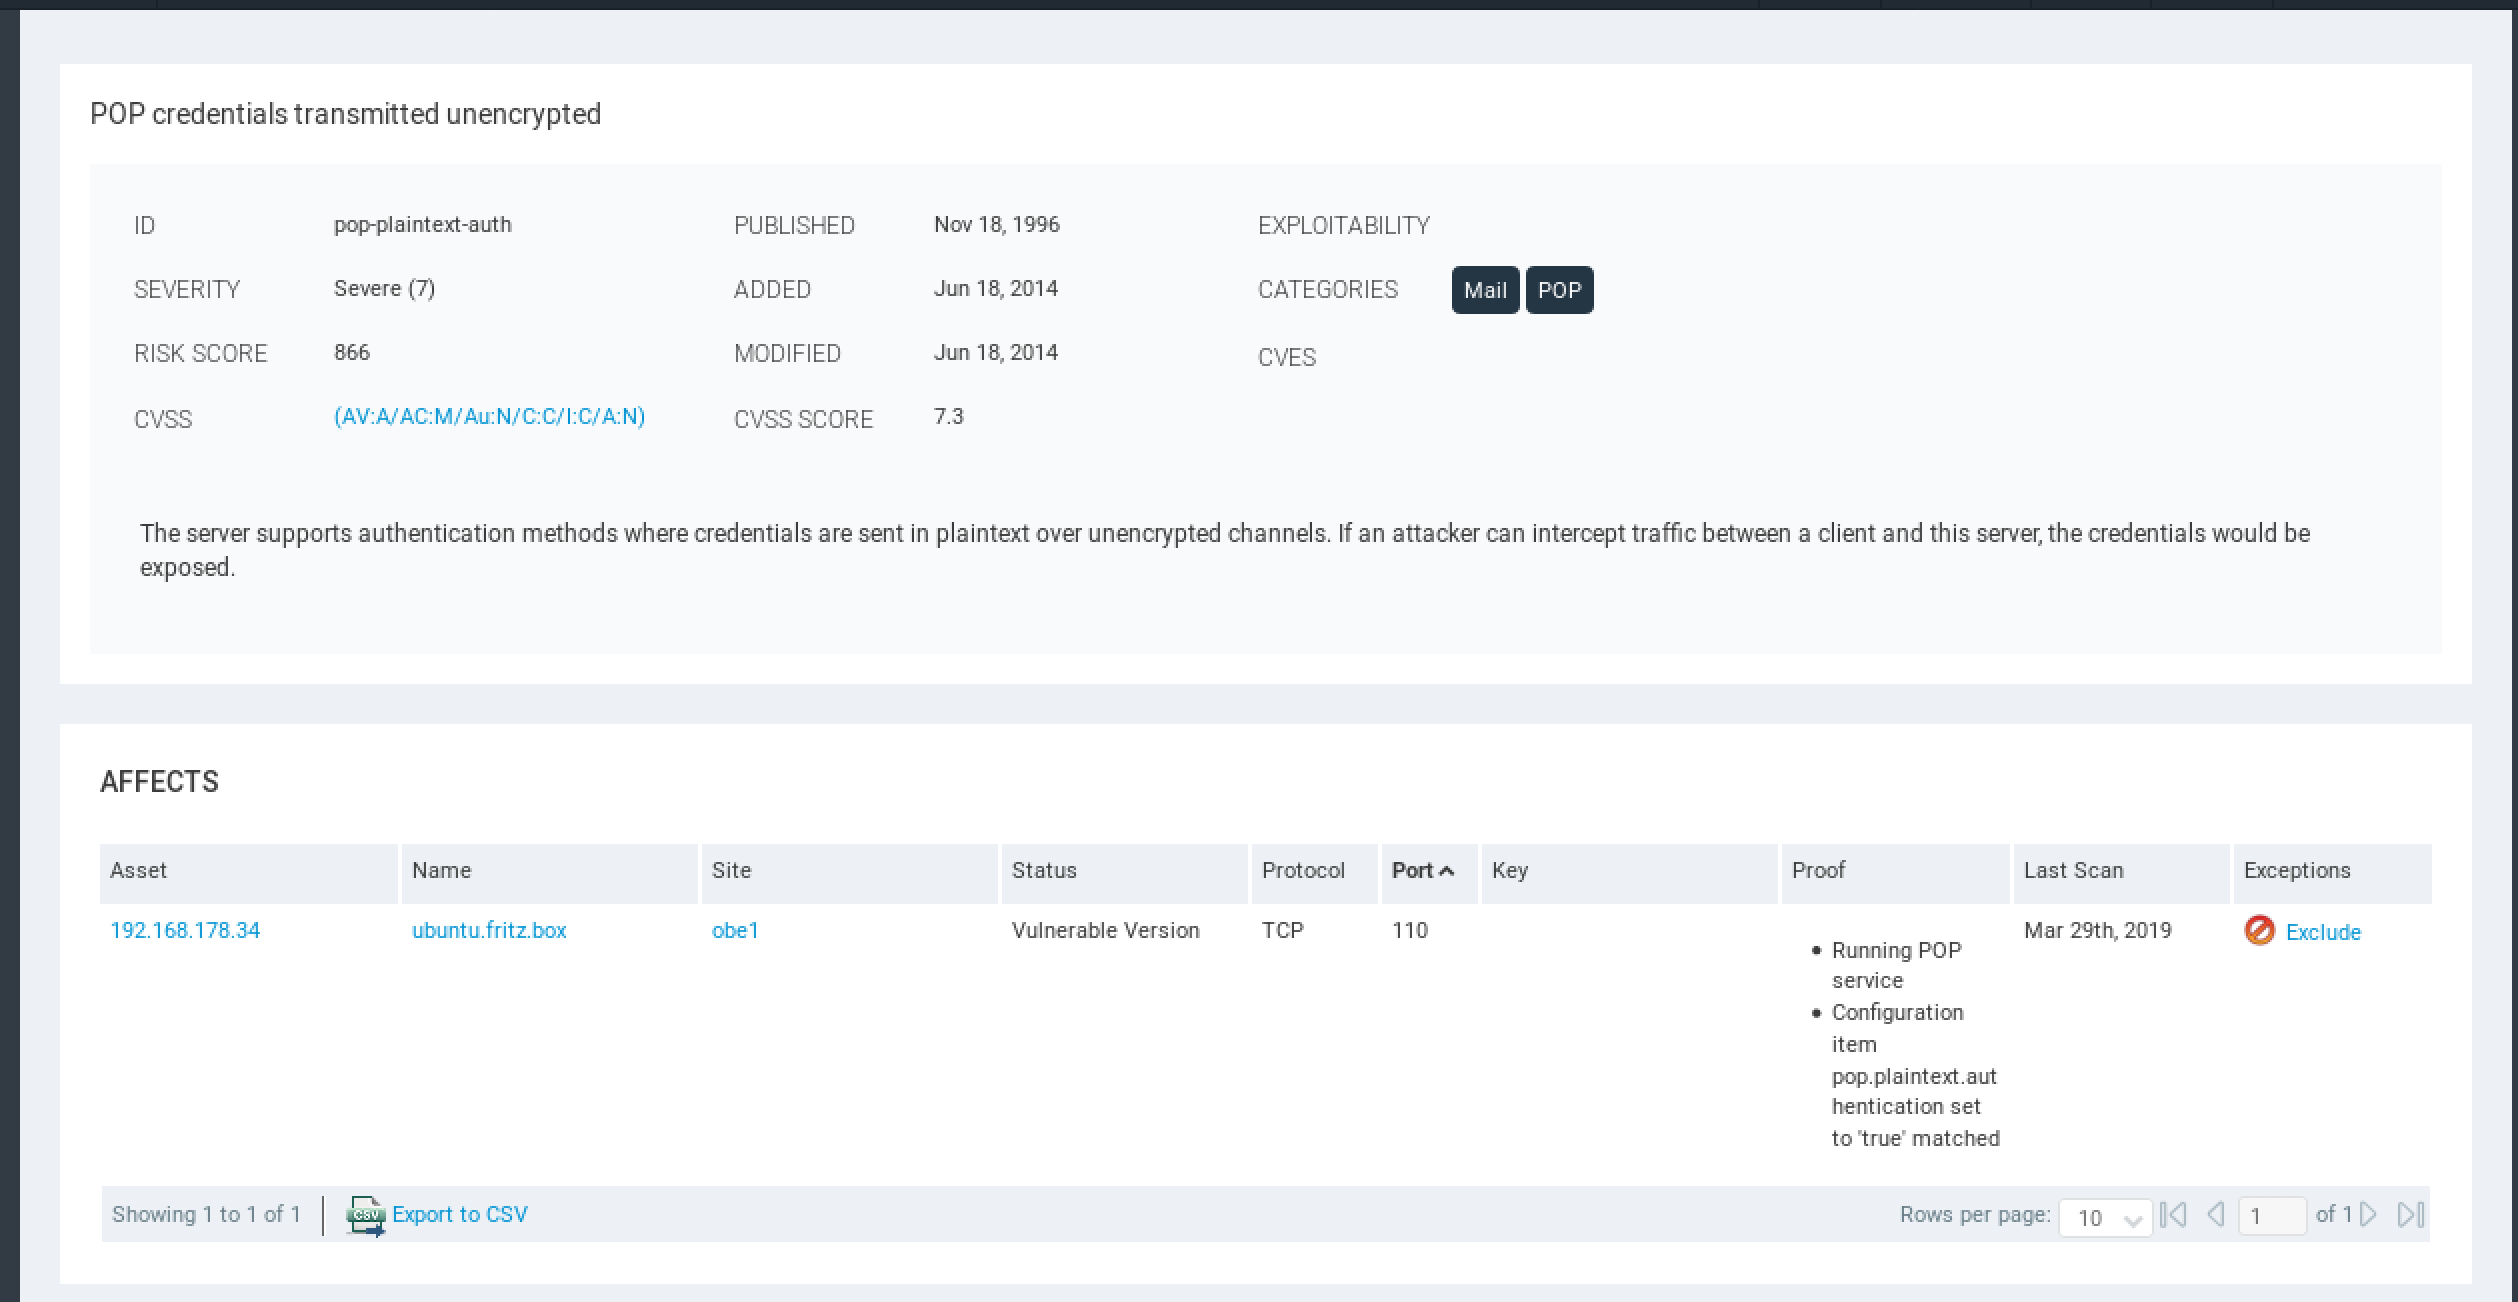 POP credentials transmitted unencrypted
ID pop-plaintext-auth PUBLISHED Nov 18, 1996 EXPLOITABILITY
SEVERITY Severe (7) ADDED Jun 18, 2014 CATEGORIES Mail POP
RISK SCORE 866 MODIFIED Jun 18, 2014 CVES
CVSS (AV:A/AC:M/Au:N/C:C/I:C/A:N) CVSS SCORE 7.3
The server supports authentication methods where credentials are sent in plaintext over unencrypted channels. If an attacker can intercept traffic between a client and this server, the credentials would be
exposed.
AFFECTS
Asset Name Site Status Protocol Port Key Proof Last Scan Exceptions
192.168.178.34 ubuntu.fritz.box obe1 Vulnerable Version TCP 110 Mar 29th, 2019 Exclude
• Running POP
service
• Configuration
item
pop.plaintext.aut
hentication set
to 'true' matched
Showing 1 to 1 of 1 CSV Export to CSV Rows per page: 10 1 of 1